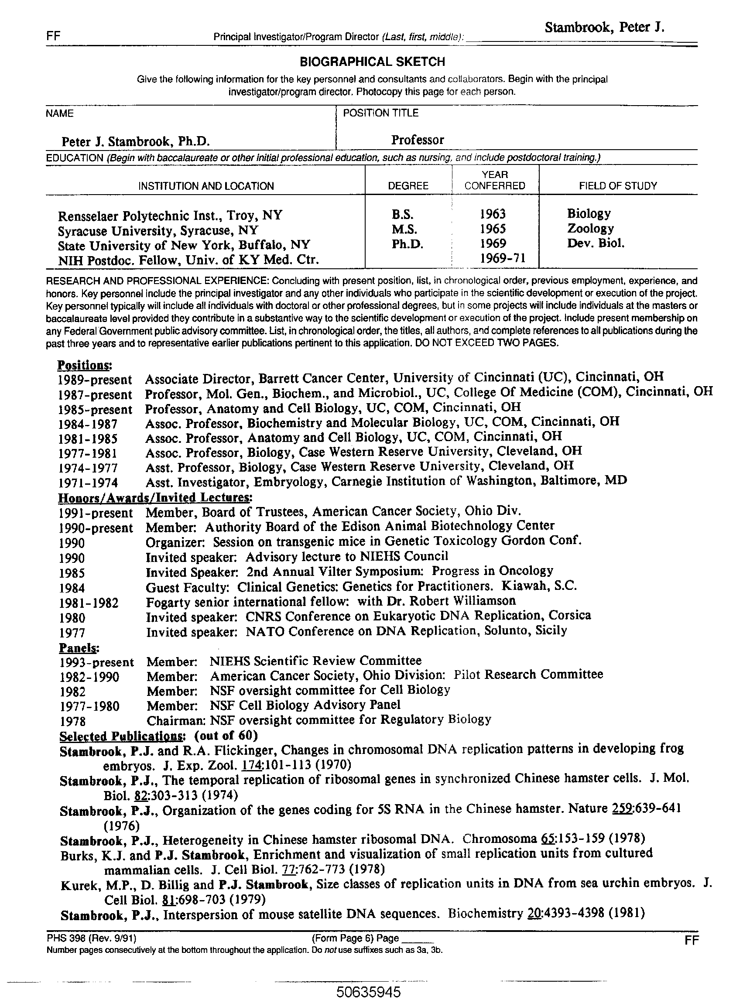 Stambrook, Peter J.
FF Principal Investigator/Program Director (Last, first, middle):
BIOGRAPHICAL SKETCH
Give the following information for the key personnel and consultants and collaborators. Begin with the principal
investigator/program director. Photocopy this page for each person.
NAME POSITION TITLE
Peter J. Stambrook, Ph.D. Professor
EDUCATION (Begin with baccalaureate or other initial professional education, such as nursing, and include postdoctoral training.)
INSTITUTION AND LOCATION DEGREE YEAR CONFERRED FIELD OF STUDY
Rensselaer Polytechnic Inst., Troy, NY B.S. 1963 Biology
Syracuse University, Syracuse, NY M.S. 1965 Zoology
State University of New York, Buffalo, NY Ph.D. 1969 Dev. Biol.
NIH Postdoc. Fellow, Univ. of KY Med. Ctr. 1969-71
RESEARCH AND PROFESSIONAL EXPERIENCE: Concluding with present position, list, in chronological order, previous employment, experience, and
honors. Key personnel include the principal investigator and any other individuals who participate in the scientific development or execution of the project.
Key personnel typically will include all individuals with doctoral or other professional degrees, but in some projects will include individuals at the masters or
baccalaureate level provided they contribute in a substantive way to the scientific development or execution of the project. Include present membership on
any Federal Government public advisory committee. List, in chronological order, the titles, all authors, and complete references to all publications during the
past three years and to representative earlier publications pertinent to this application. DO NOT EXCEED TWO PAGES.
Positions:
1989-present Associate Director, Barrett Cancer Center, University of Cincinnati (UC), Cincinnati, OH
1987-present Professor, Mol. Gen., Biochem., and Microbiol., UC, College Of Medicine (COM), Cincinnati, OH
1985-present Professor, Anatomy and Cell Biology, UC, COM, Cincinnati, OH
1984-1987 Assoc. Professor, Biochemistry and Molecular Biology, UC, COM, Cincinnati, OH
1981-1985 Assoc. Professor, Anatomy and Cell Biology, UC, COM, Cincinnati, OH
1977-1981 Assoc. Professor, Biology, Case Western Reserve University, Cleveland, OH
1974-1977 Asst. Professor, Biology, Case Western Reserve University, Cleveland, OH
1971-1974 Asst. Investigator, Embryology, Carnegie Institution of Washington, Baltimore, MD
Honors/Awards/Invited Lectures:
1991-present Member, Board of Trustees, American Cancer Society, Ohio Div.
1990-present Member: Authority Board of the Edison Animal Biotechnology Center
1990 Organizer: Session on transgenic mice in Genetic Toxicology Gordon Conf.
1990 Invited speaker: Advisory lecture to NIEHS Council
1985 Invited Speaker: 2nd Annual Vilter Symposium: Progress in Oncology
1984 Guest Faculty: Clinical Genetics: Genetics for Practitioners. Kiawah, S.C.
1981-1982 Fogarty senior international fellow: with Dr. Robert Williamson
1980 Invited speaker: CNRS Conference on Eukaryotic DNA Replication, Corsica
1977 Invited speaker: NATO Conference on DNA Replication, Solunto, Sicily
Panels:
1993-present Member: NIEHS Scientific Review Committee
1982-1990 Member: American Cancer Society, Ohio Division: Pilot Research Committee
1982 Member: NSF oversight committee for Cell Biology
1977-1980 Member: NSF Cell Biology Advisory Panel
1978 Chairman: NSF oversight committee for Regulatory Biology
Selected Publications: (out of 60)
Stambrook, P.J. and R.A. Flickinger, Changes in chromosomal DNA replication patterns in developing frog
embryos. J. Exp. Zool. 174:101-113 (1970)
Stambrook, P.J., The temporal replication of ribosomal genes in synchronized Chinese hamster cells. J. Mol.
Biol. 82:303-313 (1974)
Stambrook, P.J., Organization of the genes coding for 5S RNA in the Chinese hamster. Nature 259:639-641
(1976)
Stambrook, P.J., Heterogeneity in Chinese hamster ribosomal DNA. Chromosoma 65:153-159 (1978)
Burks, K.J. and P.J. Stambrook, Enrichment and visualization of small replication units from cultured
mammalian cells. J. Cell Biol. 77:762-773 (1978)
Kurek, M.P., D. Billig and P.J. Stambrook, Size classes of replication units in DNA from sea urchin embryos. J.
Cell Biol. 81:698-703 (1979)
Stambrook, P.J., Interspersion of mouse satellite DNA sequences. Biochemistry 20:4393-4398 (1981)
PHS 398 (Rev. 9/91) (Form Page 6) Page FF
Number pages consecutively at the bottom throughout the application. Do not use suffixes such as 3a, 3b.
50635945